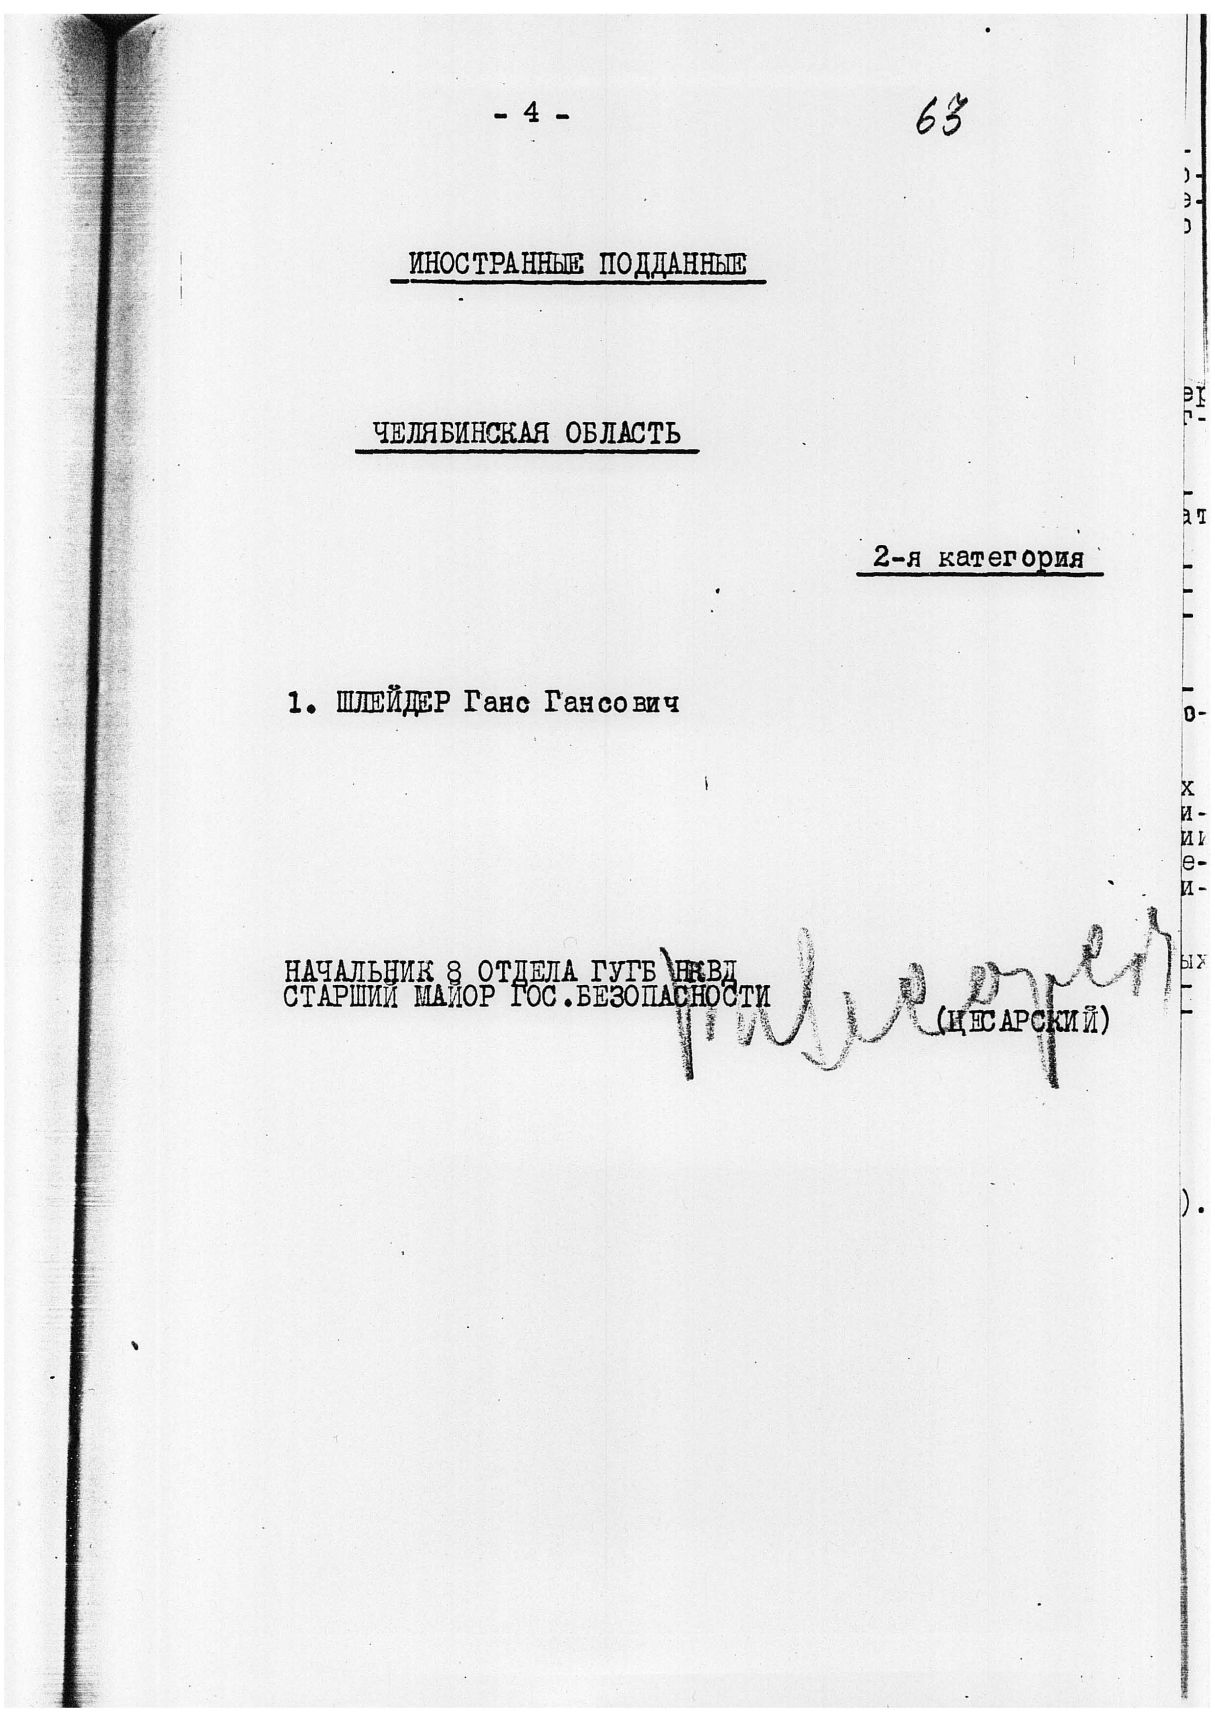 - 4 -
63
ИНОСТРАННЫЕ ПОДДАННЫЕ
ЧЕЛЯБИНСКАЯ ОБЛАСТЬ
2-я категория
1. ШЛЕЙДЕР Ганс Гансович
НАЧАЛЬНИК 8 ОТДЕЛА ГУГБ НКВД
СТАРШИЙ МАЙОР ГОС.БЕЗОПАСНОСТИ
(ЦЕСАРСКИЙ)